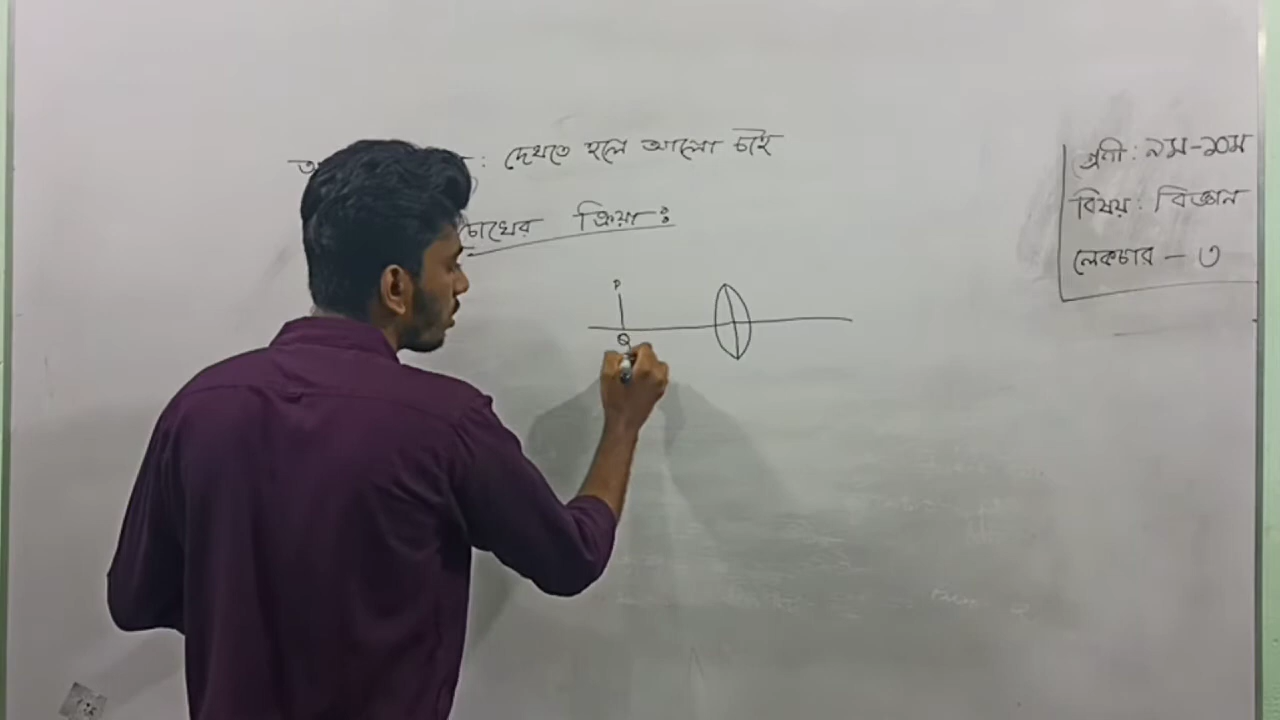 : দেখতে হলে আলো চাই
চোখের ক্রিয়া :
P
Q
শ্রেণী : ৯ম-১০ম
বিষয় : বিজ্ঞান
লেকচার - ৩